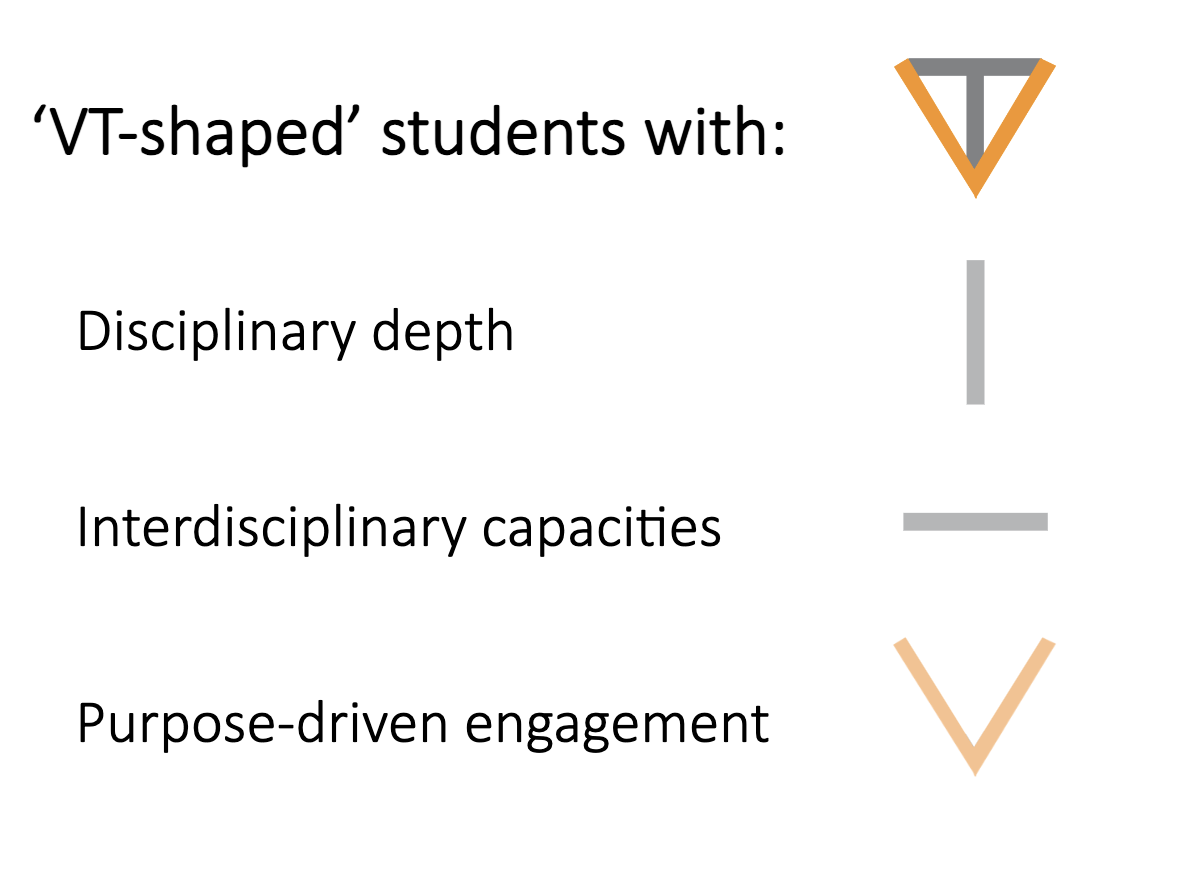 ‘VT-shaped’ students with:
Disciplinary depth
Interdisciplinary capacities
Purpose-driven engagement